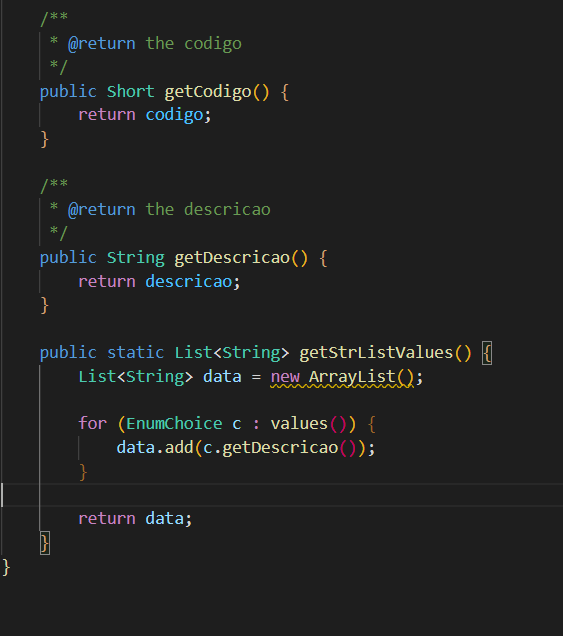 /**
 * @return the codigo
 */
public Short getCodigo() {
    return codigo;
}
/**
 * @return the descricao
 */
public String getDescricao() {
    return descricao;
}
public static List<String> getStrListValues() {
    List<String> data = new ArrayList();
    for (EnumChoice c : values()) {
        data.add(c.getDescricao());
    }
    return data;
}
}